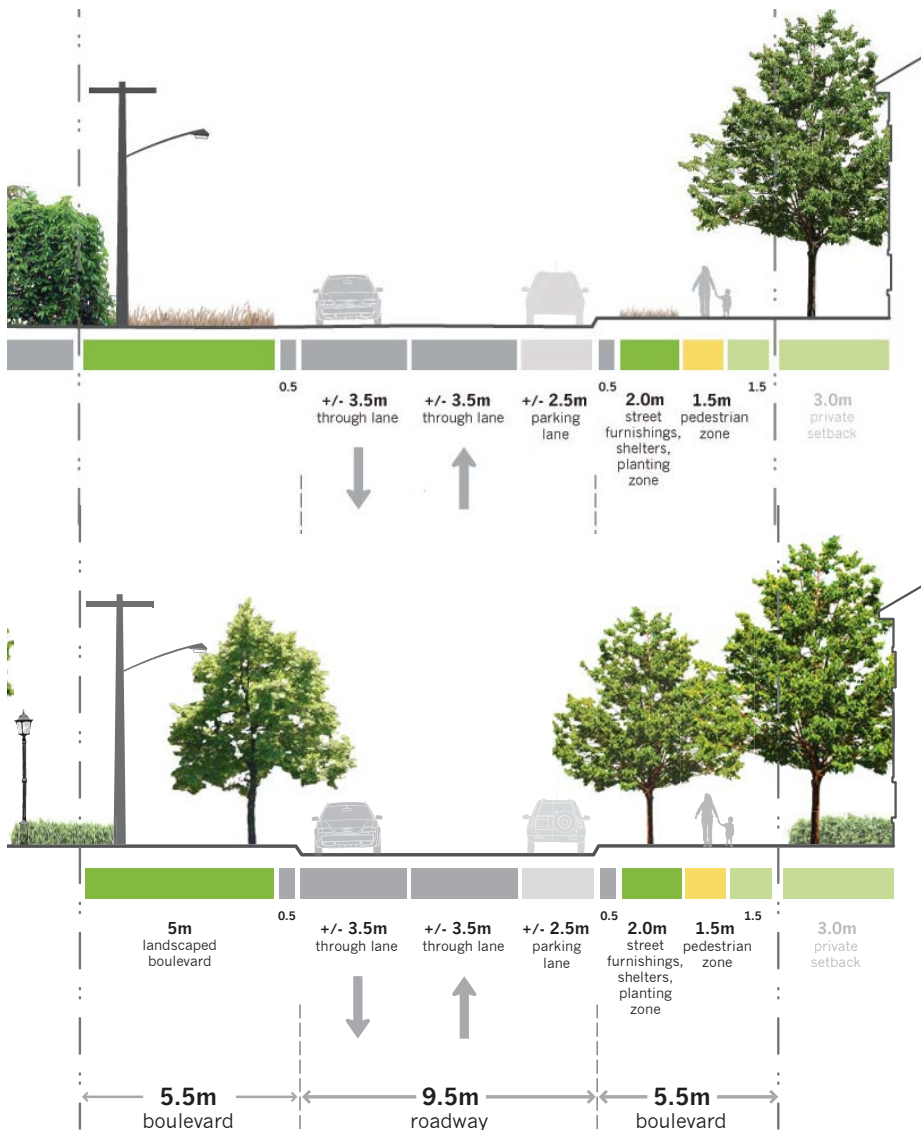 0.5
+/- 3.5m
through lane
+/- 3.5m
through lane
+/- 2.5m
parking
lane
0.5
2.0m
street
furnishings,
shelters,
planting
zone
1.5m
pedestrian
zone
1.5
3.0m
private
setback
5m
landscaped
boulevard
0.5
+/- 3.5m
through lane
+/- 3.5m
through lane
+/- 2.5m
parking
lane
0.5
2.0m
street
furnishings,
shelters,
planting
zone
1.5m
pedestrian
zone
1.5
3.0m
private
setback
5.5m
boulevard
9.5m
roadway
5.5m
boulevard